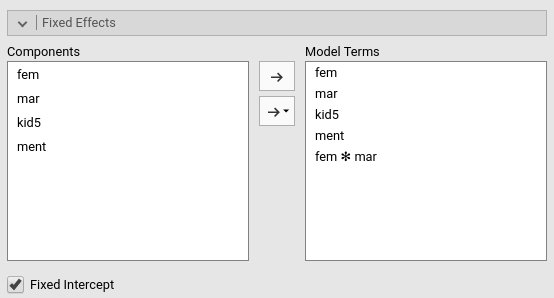 Fixed Effects
Components
fem
mar
kid5
ment
Model Terms
fem
mar
kid5
ment
fem ✻ mar
Fixed Intercept